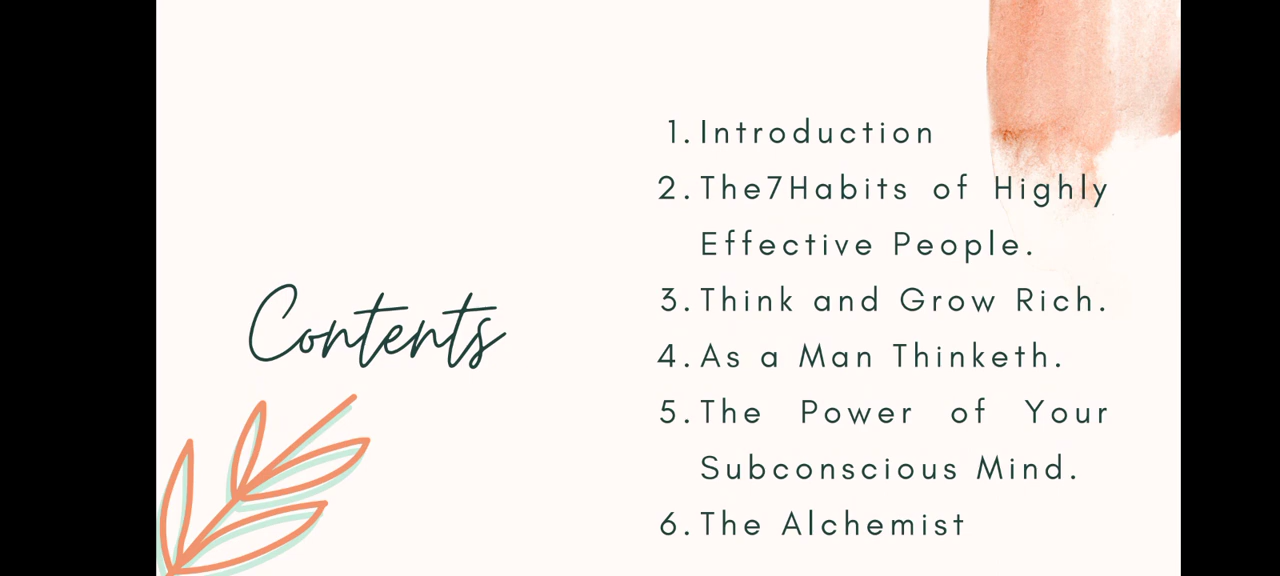 Contents
1. Introduction
2. The7Habits of Highly
Effective People.
3. Think and Grow Rich.
4. As a Man Thinketh.
5. The Power of Your
Subconscious Mind.
6. The Alchemist